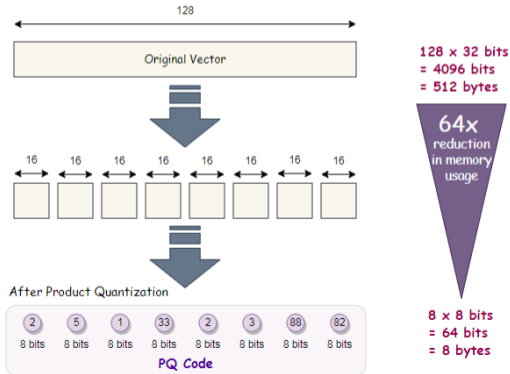 128
Original Vector
128 x 32 bits
= 4096 bits
= 512 bytes
64x
reduction
in memory
usage
16 16 16 16 16 16 16 16
After Product Quantization
2 5 1 33 2 3 88 82
8 bits 8 bits 8 bits 8 bits 8 bits 8 bits 8 bits 8 bits
PQ Code
8 x 8 bits
= 64 bits
= 8 bytes